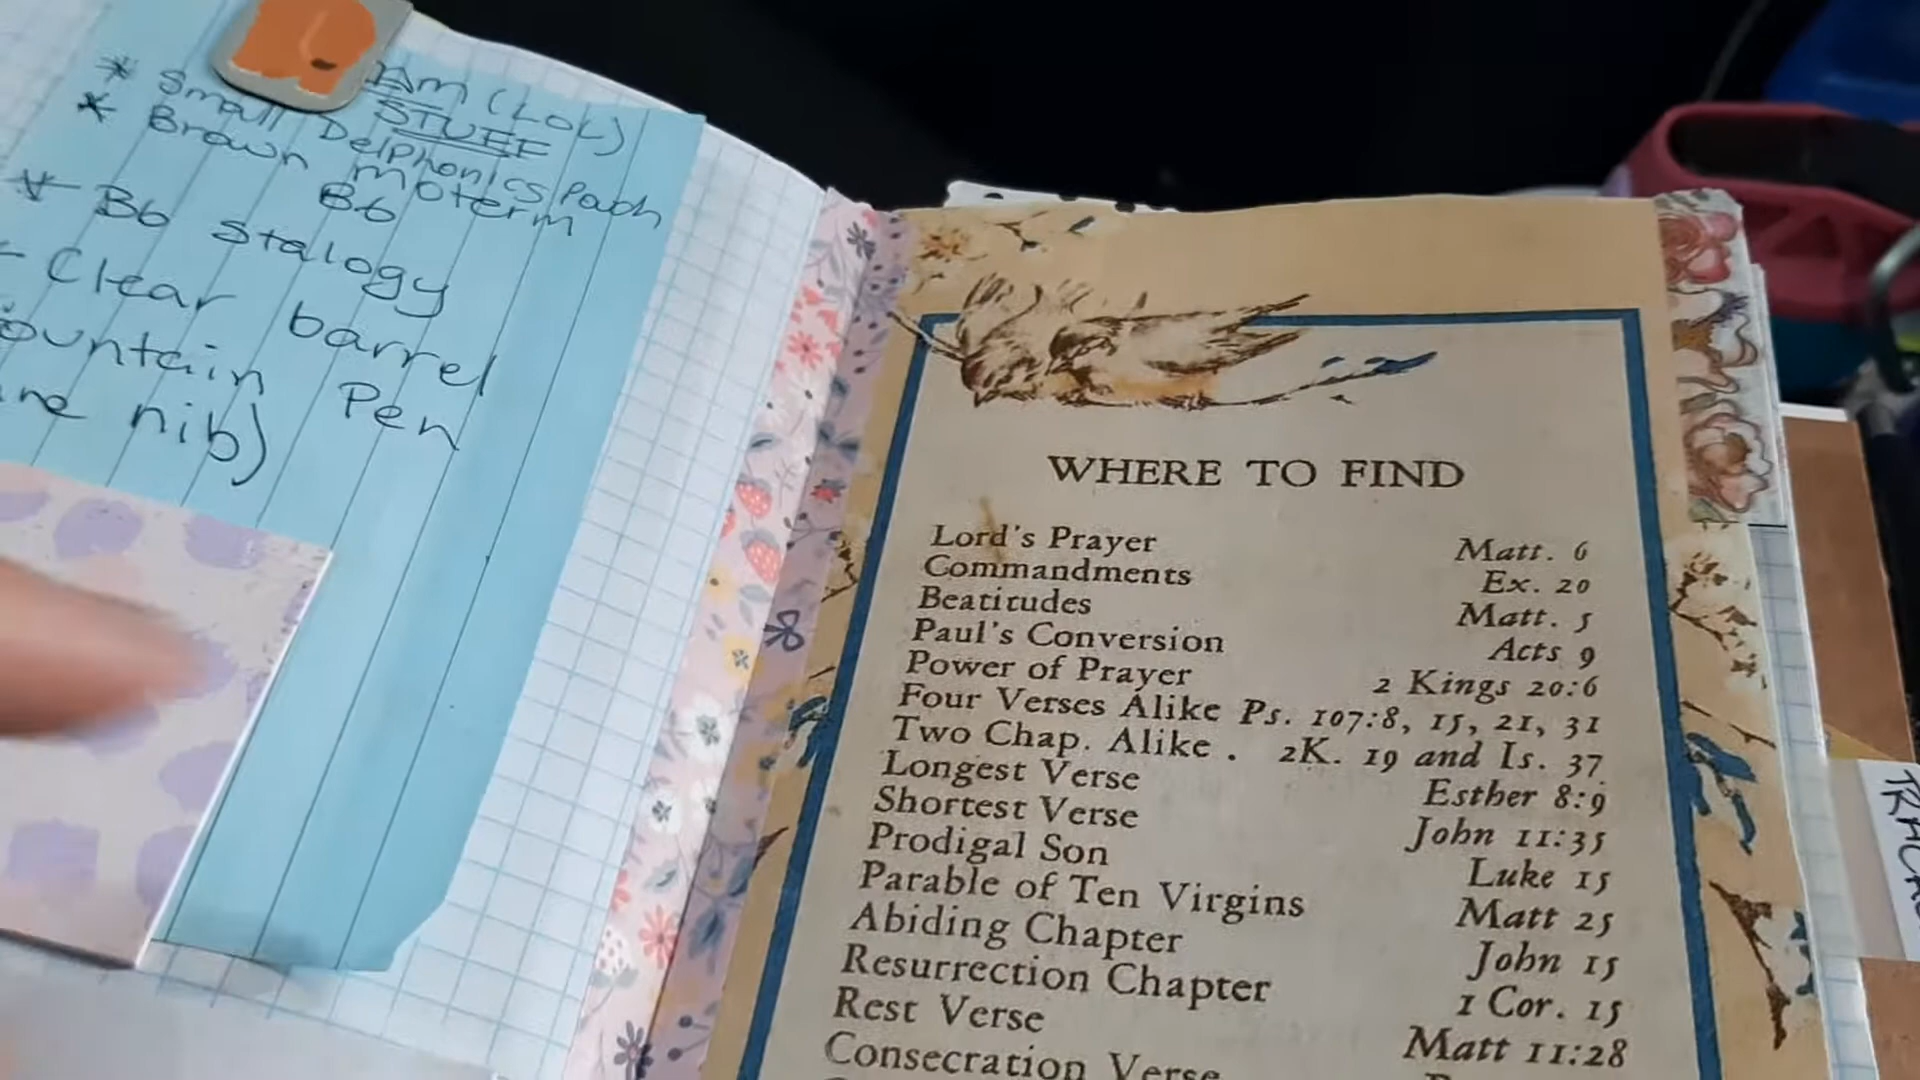 Am (LOL)
STUFF
* Small Delphonics Pouch
* Brown moterm
B6
* B6 Stalogy
Clear barrel
Pen
nib)
WHERE TO FIND
Lord's Prayer Matt. 6
Commandments Ex. 20
Beatitudes Matt. 5
Paul's Conversion Acts 9
Power of Prayer 2 Kings 20:6
Four Verses Alike Ps. 107:8, 15, 21, 31
Two Chap. Alike . 2K. 19 and Is. 37
Longest Verse Esther 8:9
Shortest Verse John 11:35
Prodigal Son Luke 15
Parable of Ten Virgins Matt 25
Abiding Chapter John 15
Resurrection Chapter 1 Cor. 15
Rest Verse Matt 11:28
Consecration Verse